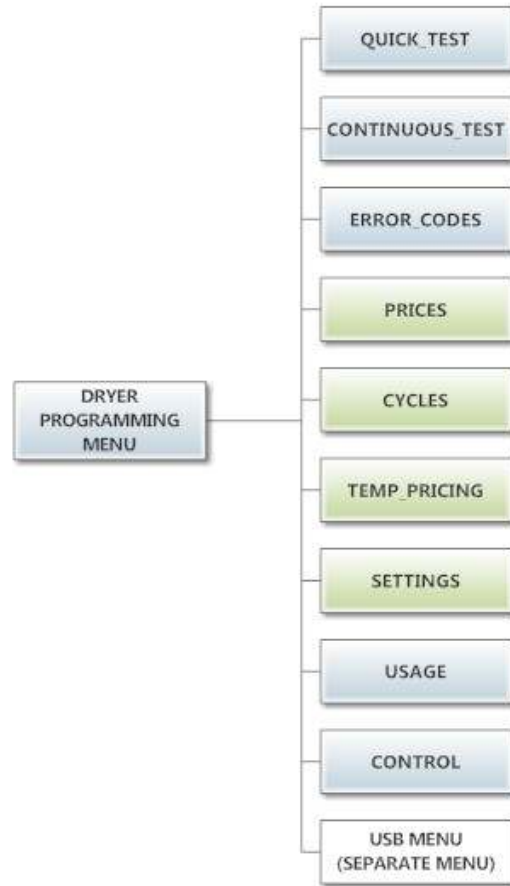 QUICK_TEST
CONTINUOUS_TEST
ERROR_CODES
PRICES
DRYER
PROGRAMMING
MENU
CYCLES
TEMP_PRICING
SETTINGS
USAGE
CONTROL
USB MENU
(SEPARATE MENU)